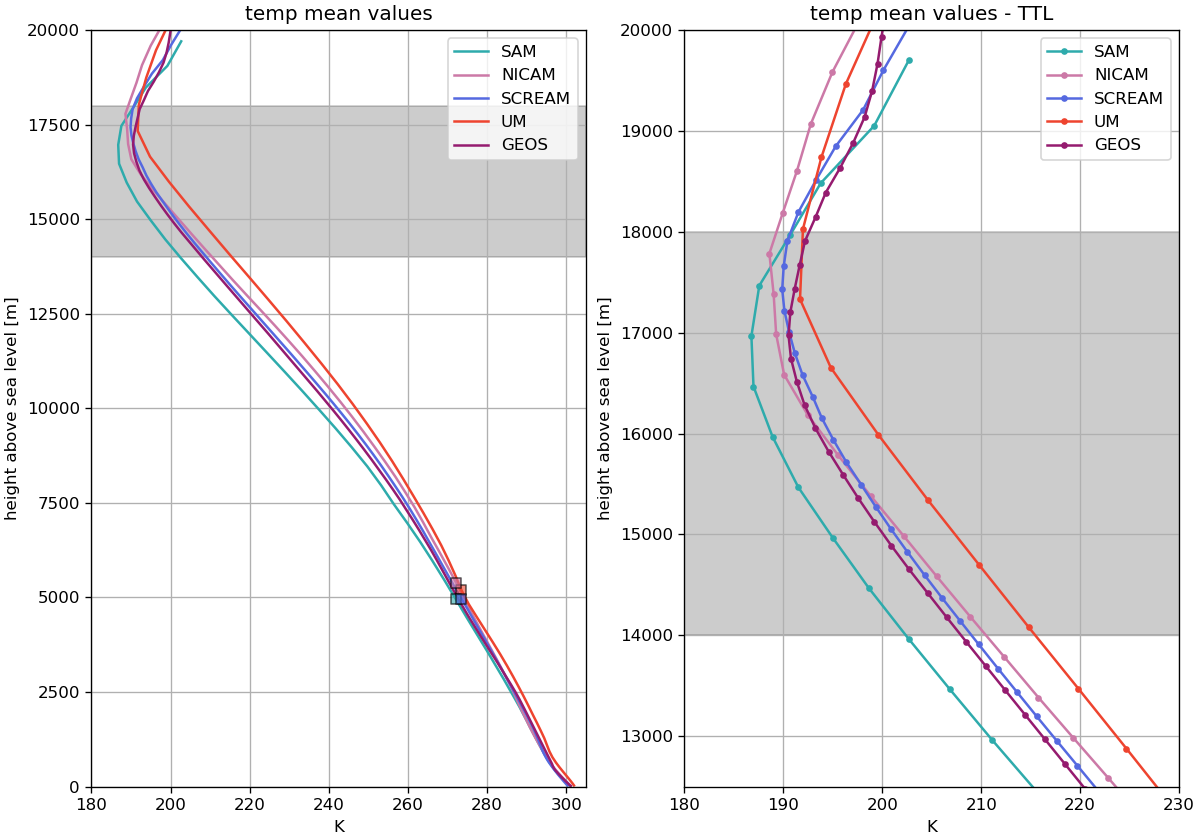 temp mean values
20000
17500
15000
12500
10000
7500
5000
2500
0
height above sea level [m]
180
200
220
240
260
280
300
K
SAM
NICAM
SCREAM
UM
GEOS
temp mean values - TTL
20000
19000
18000
17000
16000
15000
14000
13000
height above sea level [m]
180
190
200
210
220
230
K
SAM
NICAM
SCREAM
UM
GEOS